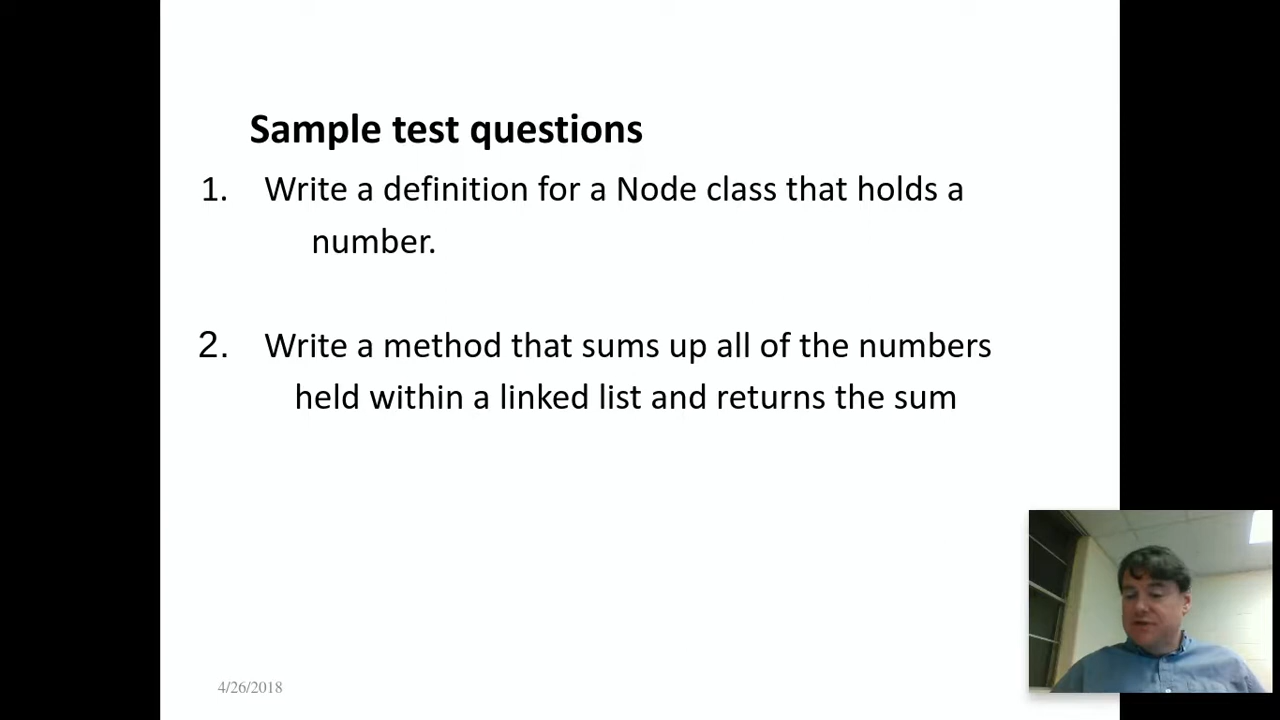 Sample test questions
1. Write a definition for a Node class that holds a
number.
2. Write a method that sums up all of the numbers
held within a linked list and returns the sum
4/26/2018